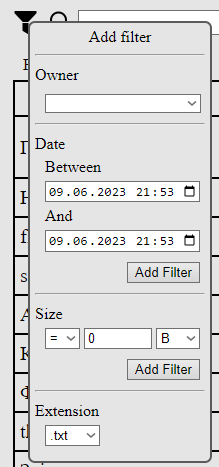 Add filter
Owner
Date
Between
09.06.2023 21:53
And
09.06.2023 21:53
Add Filter
Size
= 0 B
Add Filter
Extension
.txt